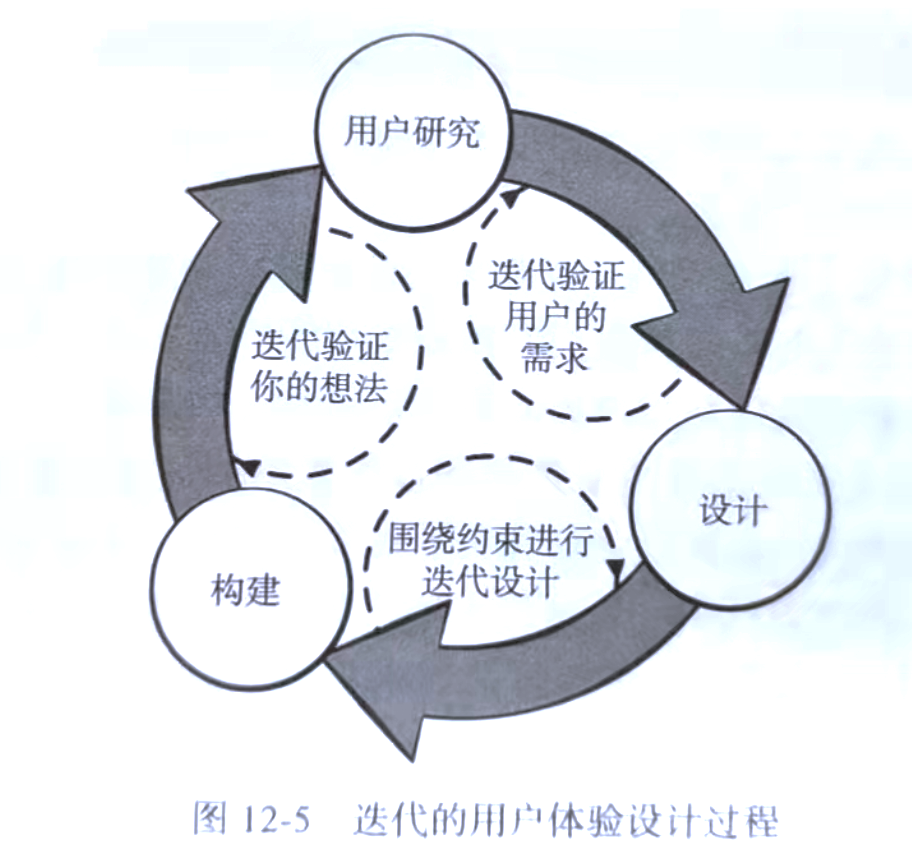 用户研究
迭代验证
用户的
需求
迭代验证
你的想法
设计
围绕约束进行
迭代设计
构建
图 12-5 迭代的用户体验设计过程